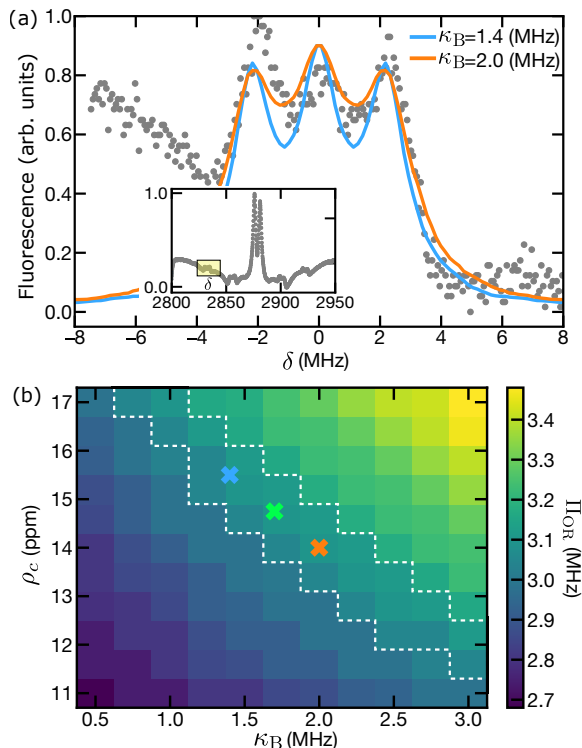 (a)
Fluorescence (arb. units)
1.0
0.8
0.6
0.4
0.2
0.0
κB=1.4 (MHz)
κB=2.0 (MHz)
1.0
0.0
δ
2800 2850 2900 2950
−8 −6 −4 −2 0 2 4 6 8
δ (MHz)
(b)
ρc (ppm)
17
16
15
14
13
12
11
0.5 1.0 1.5 2.0 2.5 3.0
κB (MHz)
3.4
3.3
3.2
3.1
3.0
2.9
2.8
2.7
ΠOR (MHz)